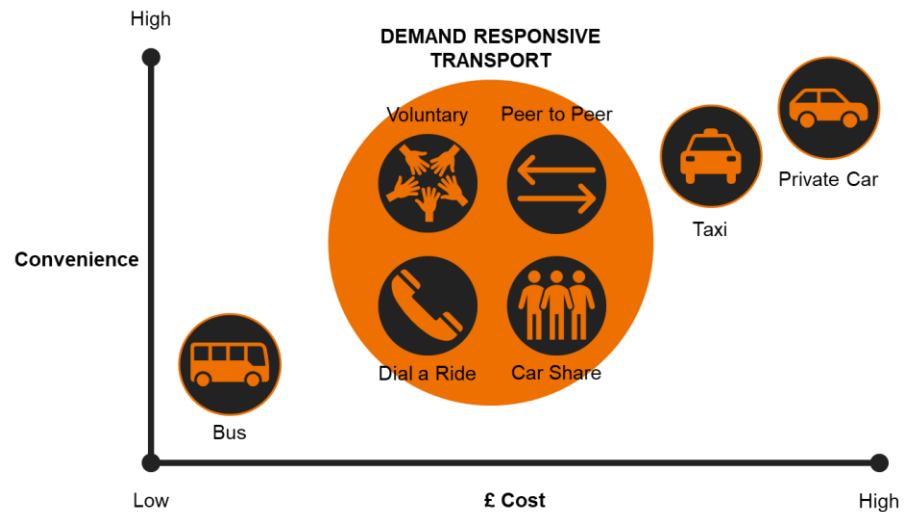 High
DEMAND RESPONSIVE
TRANSPORT
Voluntary
Peer to Peer
Private Car
Taxi
Convenience
Dial a Ride
Car Share
Bus
Low
£ Cost
High